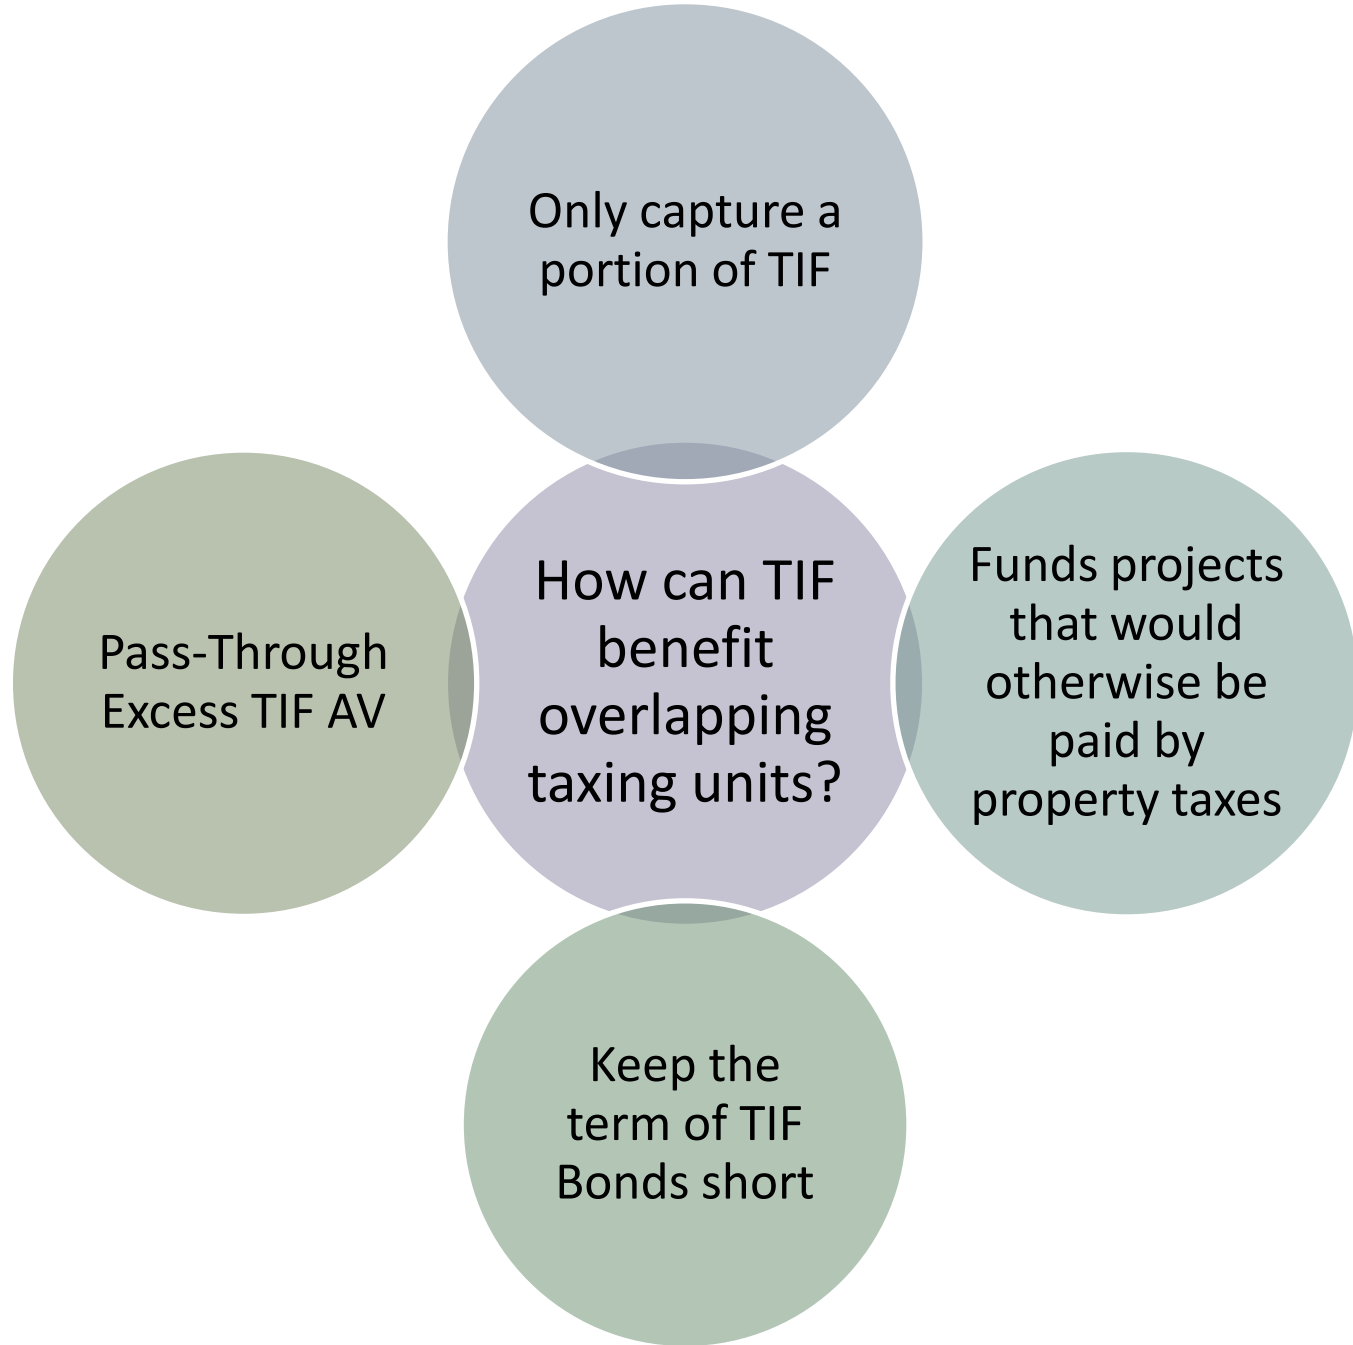 Only capture a
portion of TIF
Pass-Through
Excess TIF AV
How can TIF
benefit
overlapping
taxing units?
Funds projects
that would
otherwise be
paid by
property taxes
Keep the
term of TIF
Bonds short